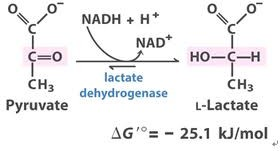 O O⁻ NADH + H⁺ O O⁻
C C
NAD⁺
C=O HO—C—H
CH₃ lactate CH₃
dehydrogenase
Pyruvate L-Lactate
ΔG′° = − 25.1 kJ/mol